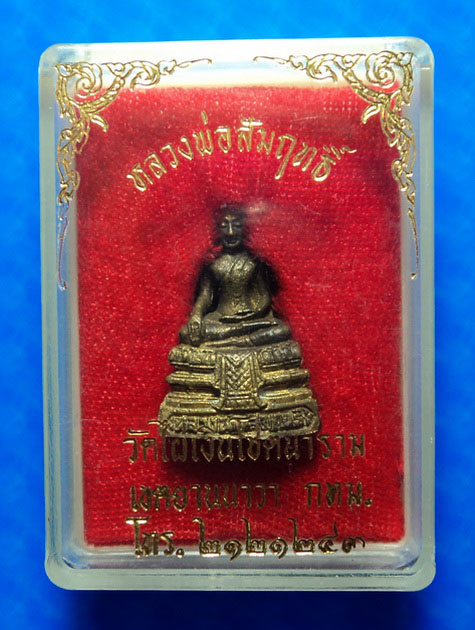 หลวงพ่อสัมฤทธิ์
วัดไผ่เงินโชตนาราม
เขตยานนาวา กทม.
โทร. ๒๑๒๑๒๔๓